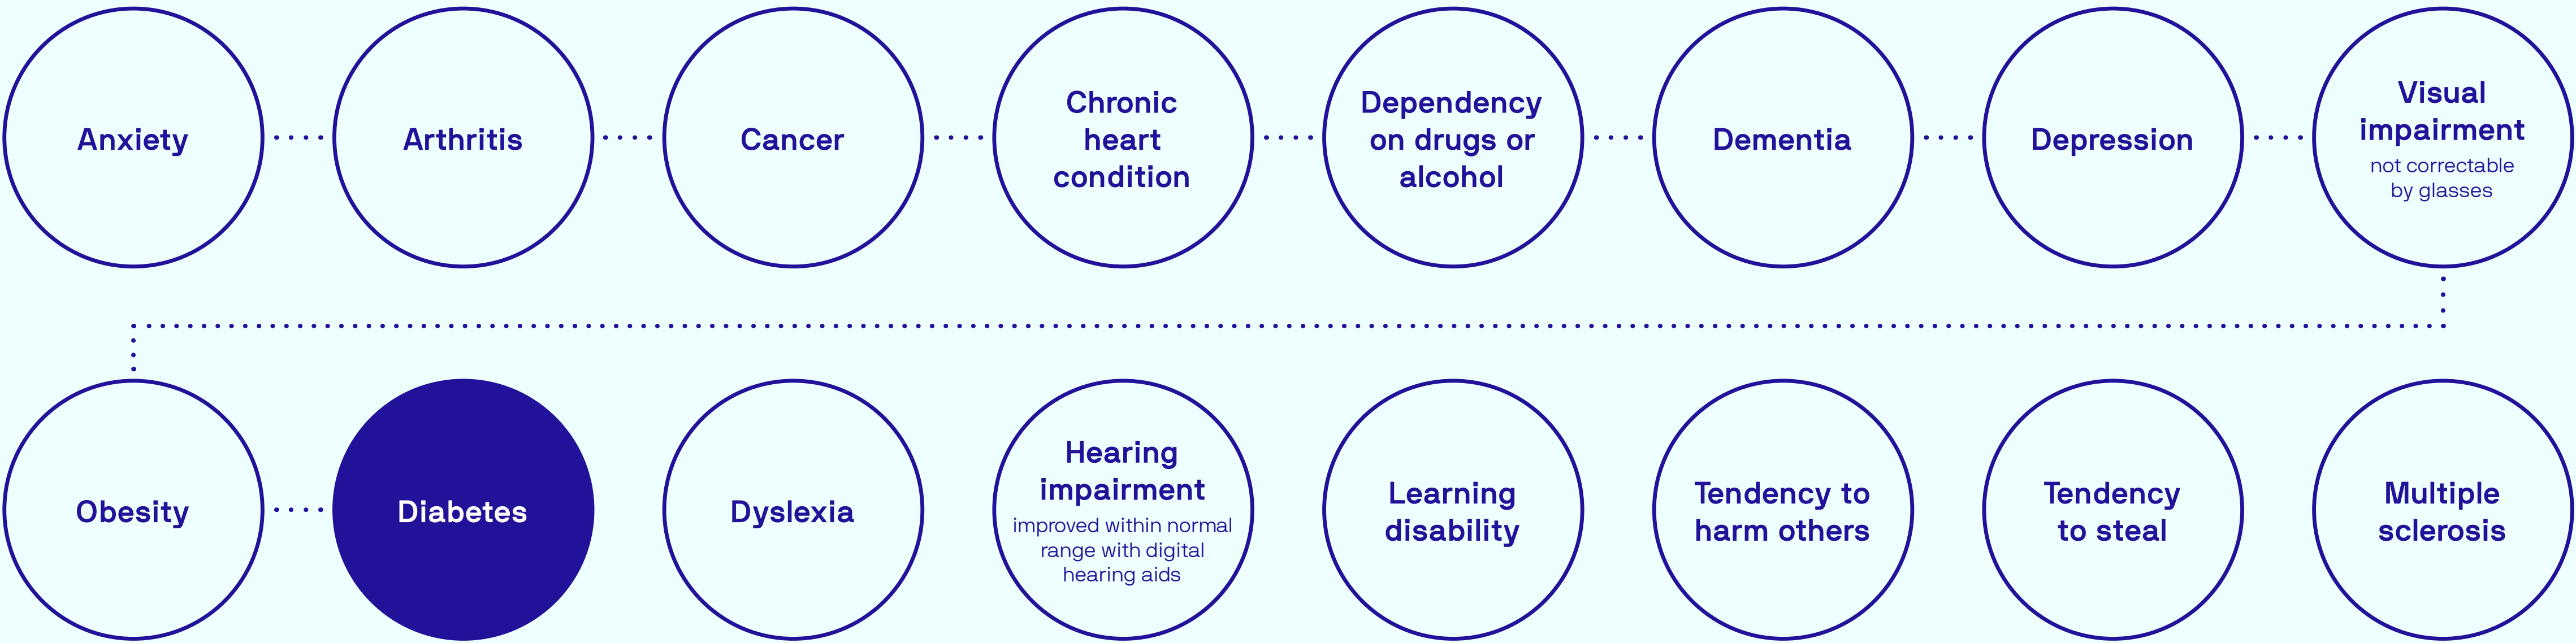 Anxiety
Arthritis
Cancer
Chronic
heart
condition
Dependency
on drugs or
alcohol
Dementia
Depression
Visual
impairment
not correctable
by glasses
Obesity
Diabetes
Dyslexia
Hearing
impairment
improved within normal
range with digital
hearing aids
Learning
disability
Tendency to
harm others
Tendency
to steal
Multiple
sclerosis